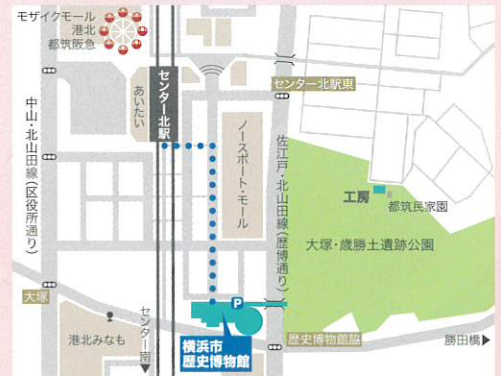 モザイクモール
港北
都筑阪急
あいたい
センター北駅
センター北駅東
中山・北山田線(区役所通り)
ノースポート・モール
佐江戸・北山田線(歴博通り)
工房
都筑民家園
大塚・歳勝土遺跡公園
大塚
P
港北みなも
センター南▼
横浜市
歴史博物館
歴史博物館脇
勝田橋▶